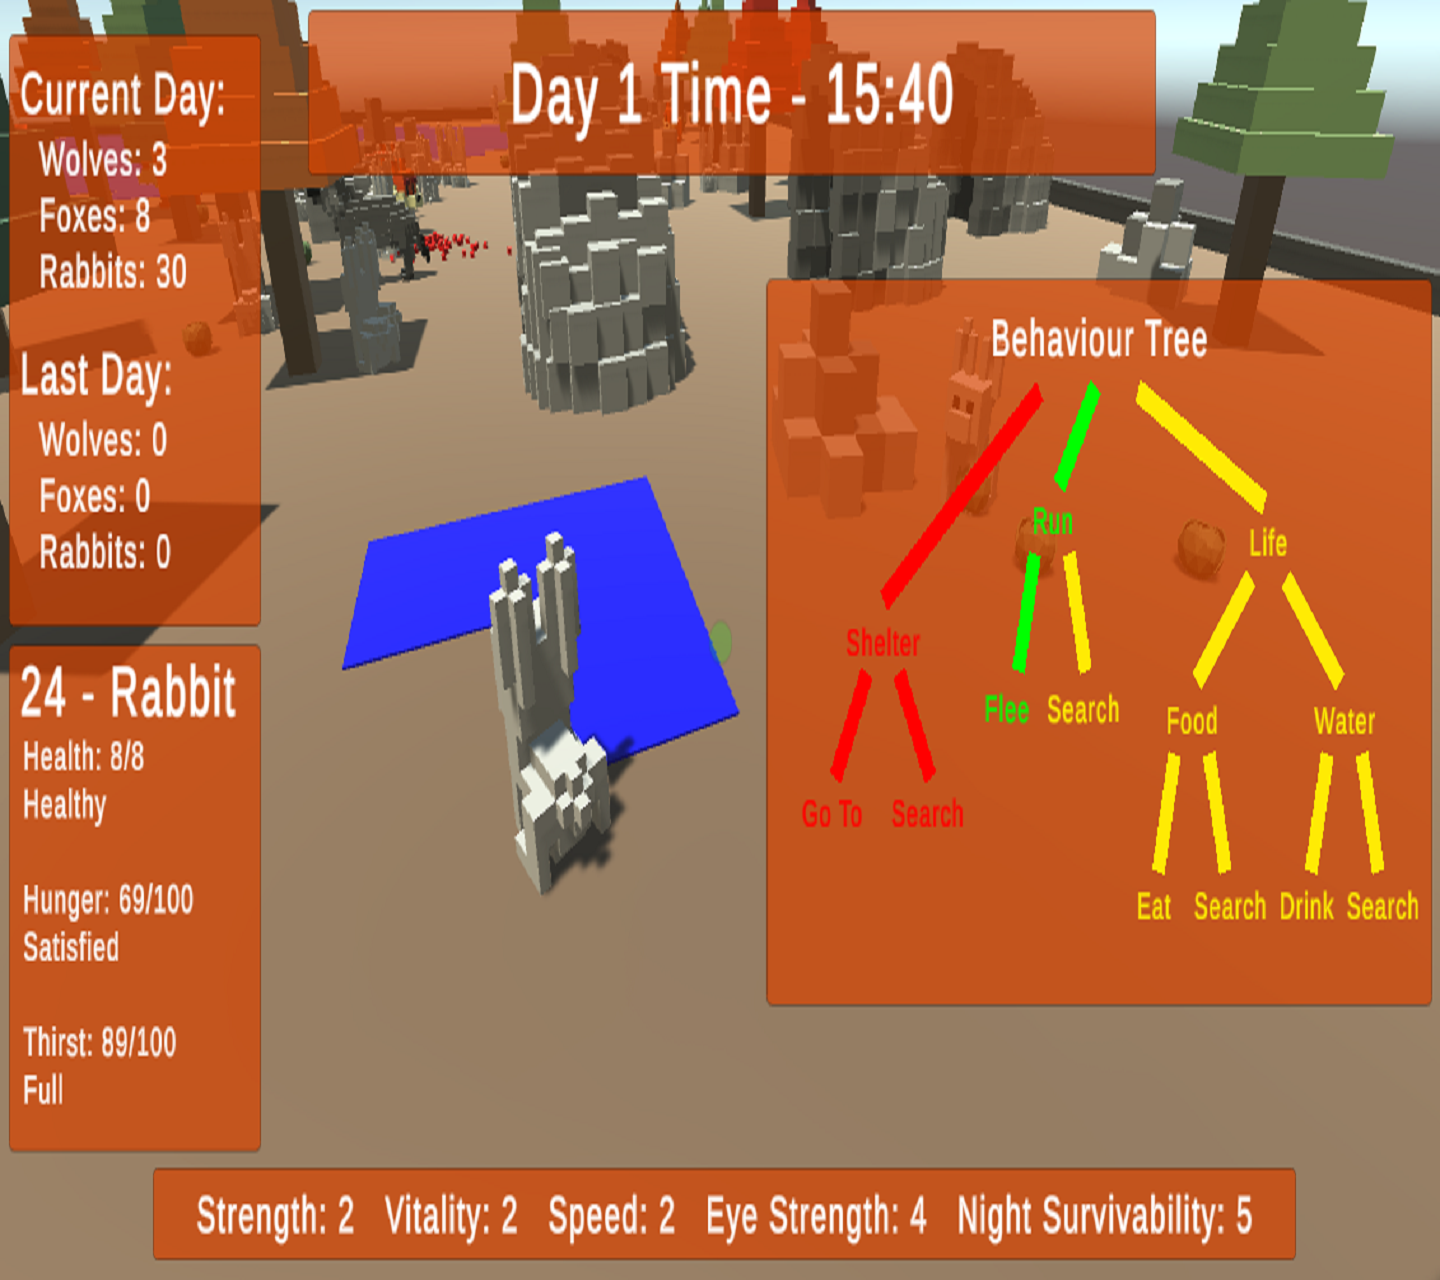 Day 1 Time - 15:40
Current Day:
Wolves: 3
Foxes: 8
Rabbits: 30
Last Day:
Wolves: 0
Foxes: 0
Rabbits: 0
24 - Rabbit
Health: 8/8
Healthy
Hunger: 69/100
Satisfied
Thirst: 89/100
Full
Behaviour Tree
Run
Life
Shelter
Flee Search
Food Water
Go To Search
Eat Search Drink Search
Strength: 2 Vitality: 2 Speed: 2 Eye Strength: 4 Night Survivability: 5